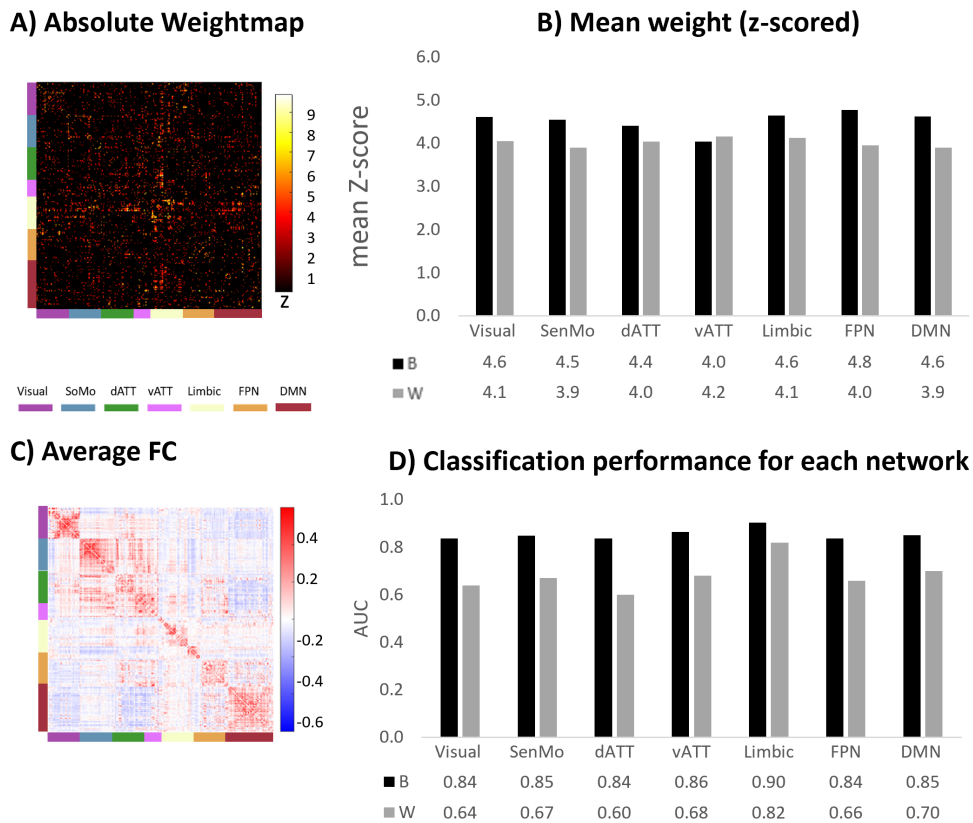 A) Absolute Weightmap
9
8
7
6
5
4
3
2
1
Z
Visual SoMo dATT vATT Limbic FPN DMN
B) Mean weight (z-scored)
mean Z-score
6.0
5.0
4.0
3.0
2.0
1.0
0.0
Visual SenMo dATT vATT Limbic FPN DMN
B 4.6 4.5 4.4 4.0 4.6 4.8 4.6
W 4.1 3.9 4.0 4.2 4.1 4.0 3.9
C) Average FC
0.4
0.2
-0.2
-0.4
-0.6
D) Classification performance for each network
AUC
1.0
0.8
0.6
0.4
0.2
0.0
Visual SenMo dATT vATT Limbic FPN DMN
B 0.84 0.85 0.84 0.86 0.90 0.84 0.85
W 0.64 0.67 0.60 0.68 0.82 0.66 0.70